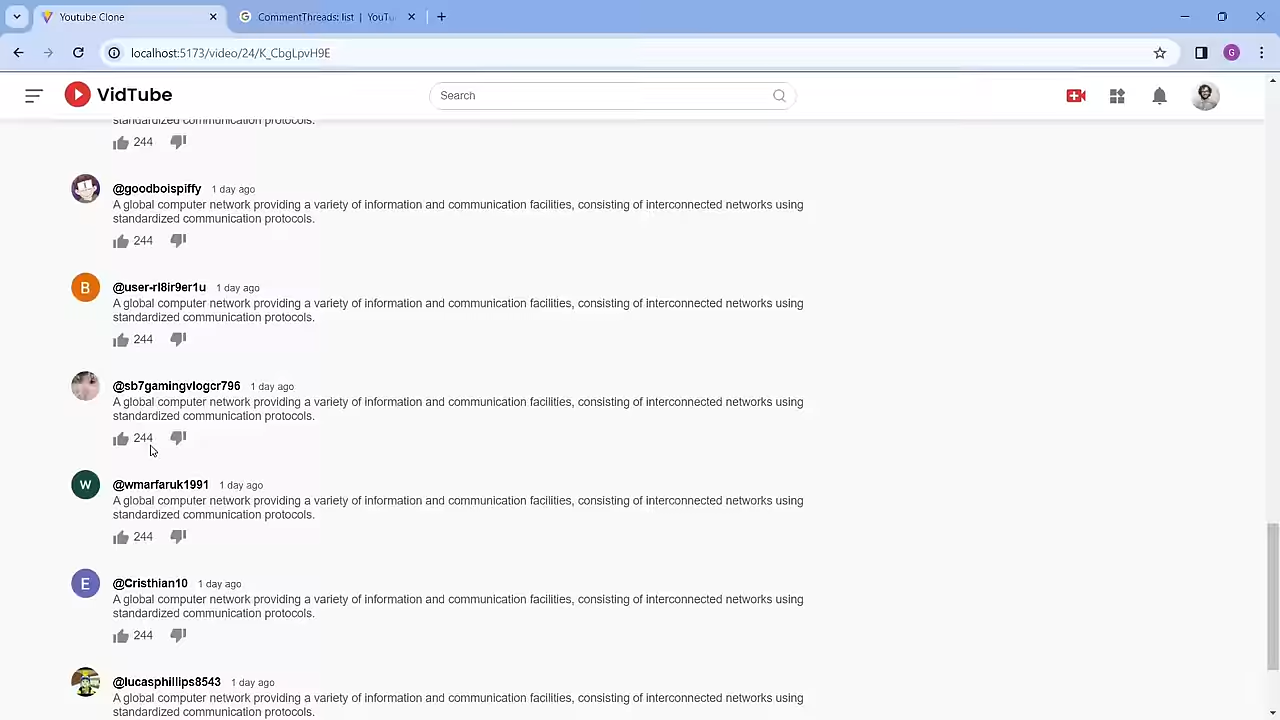 Youtube Clone
CommentThreads: list | YouTu
localhost:5173/video/24/K_CbgLpvH9E
G
VidTube
Search
standardized communication protocols.
244
@goodboispiffy 1 day ago
A global computer network providing a variety of information and communication facilities, consisting of interconnected networks using
standardized communication protocols.
244
B
@user-rl8ir9er1u 1 day ago
A global computer network providing a variety of information and communication facilities, consisting of interconnected networks using
standardized communication protocols.
244
@sb7gamingvlogcr796 1 day ago
A global computer network providing a variety of information and communication facilities, consisting of interconnected networks using
standardized communication protocols.
244
W
@wmarfaruk1991 1 day ago
A global computer network providing a variety of information and communication facilities, consisting of interconnected networks using
standardized communication protocols.
244
E
@Cristhian10 1 day ago
A global computer network providing a variety of information and communication facilities, consisting of interconnected networks using
standardized communication protocols.
244
@lucasphillips8543 1 day ago
A global computer network providing a variety of information and communication facilities, consisting of interconnected networks using
standardized communication protocols.